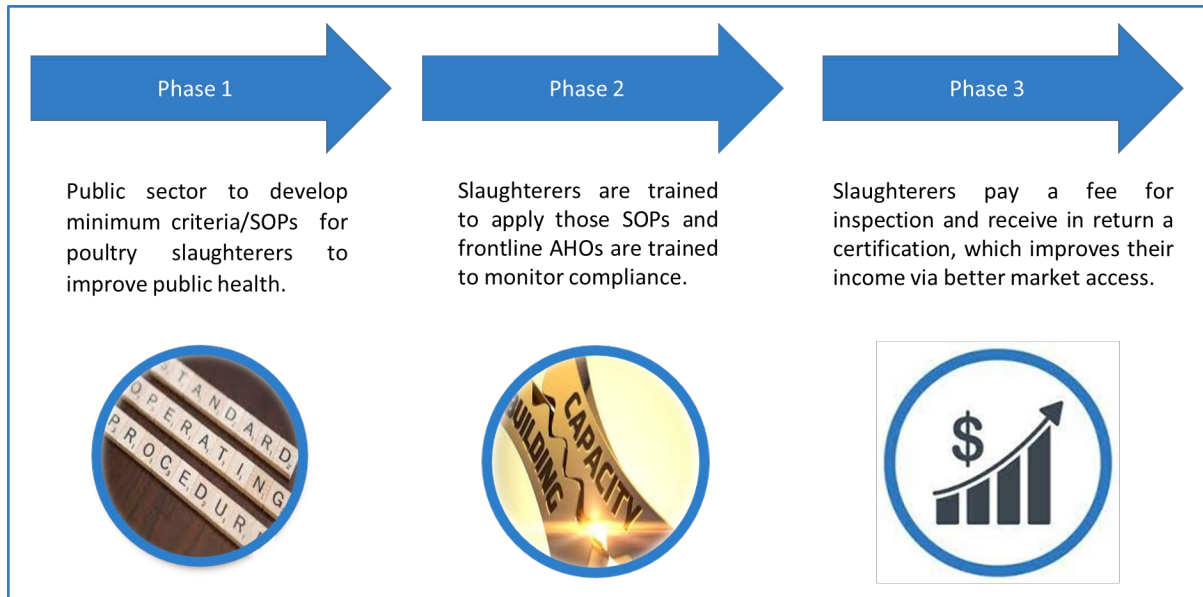 Phase 1
Phase 2
Phase 3
Public sector to develop
minimum criteria/SOPs for
poultry slaughterers to
improve public health.
Slaughterers are trained
to apply those SOPs and
frontline AHOs are trained
to monitor compliance.
Slaughterers pay a fee for
inspection and receive in return a
certification, which improves their
income via better market access.
STANDARD
OPERATING
PROCEDUR
BUILDING
CAPACITY
$